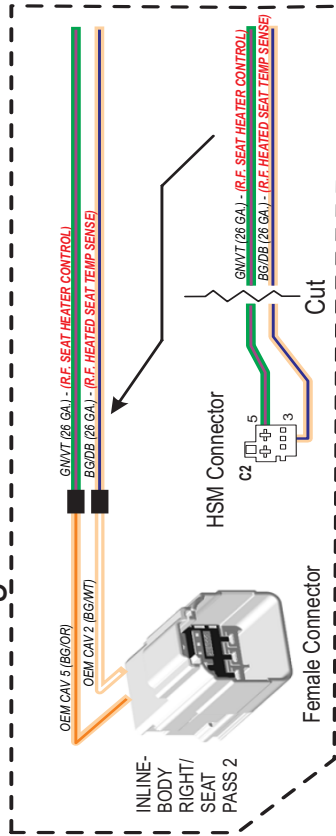 OEM CAV 5 (BG/OR)
GN/VT (26 GA.) - (R.F. SEAT HEATER CONTROL)
OEM CAV 2 (BG/WT)
BG/DB (26 GA.) - (R.F. HEATED SEAT TEMP SENSE)
INLINE-
BODY
RIGHT/
SEAT
PASS 2
Female Connector
HSM Connector
C2
5
3
GN/VT (26 GA.) - (R.F. SEAT HEATER CONTROL)
BG/DB (26 GA.) - (R.F. HEATED SEAT TEMP SENSE)
Cut